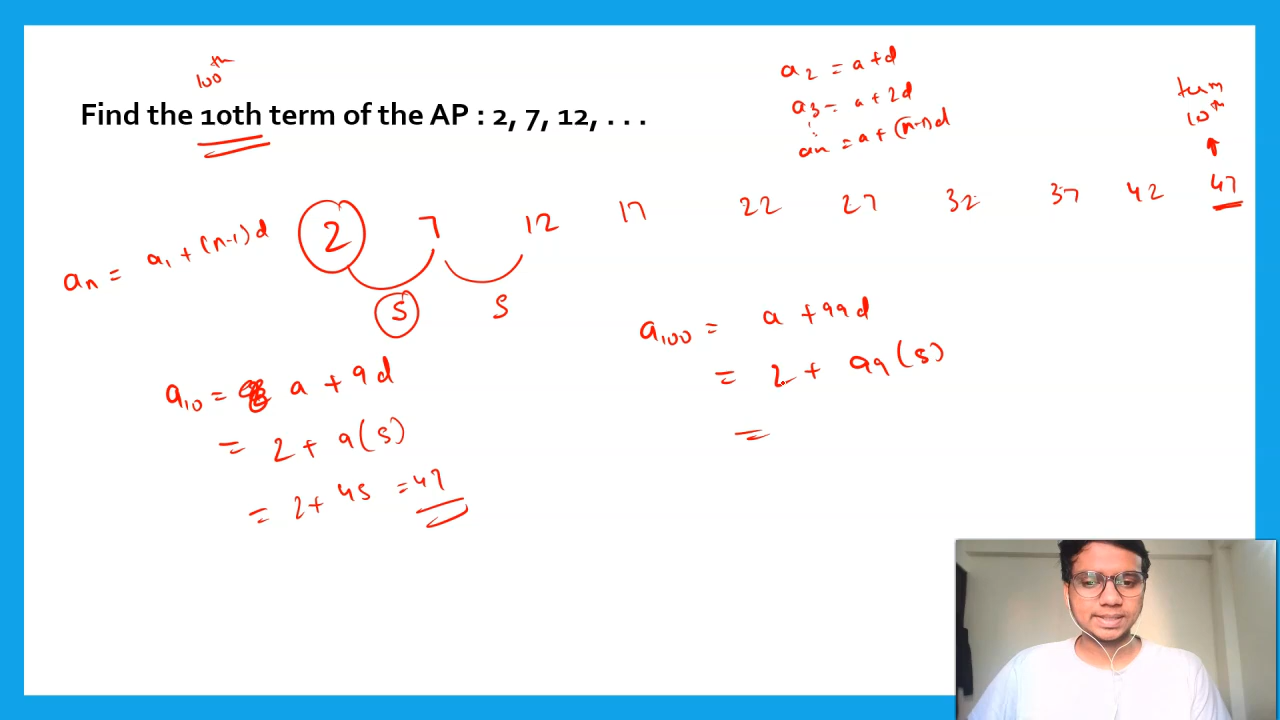 100th
Find the 10th term of the AP : 2, 7, 12, . . .
a2 = a+d
a3 = a+2d
⋮
an = a+(n-1)d
term
10th
↑
2 7 12 17 22 27 32 37 42 47
an = a1+(n-1)d
5 5
a10 = a+9d
= 2+9(5)
= 2+45 =47
a100 = a+99d
= 2+99(5)
=